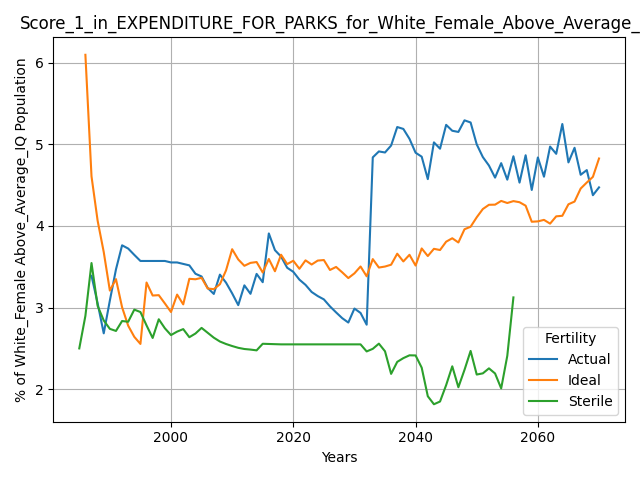 Score_1_in_EXPENDITURE_FOR_PARKS_for_White_Female_Above_Average_
% of White_Female Above_Average_IQ Population
6
5
4
3
2
2000
2020
2040
2060
Years
Fertility
Actual
Ideal
Sterile